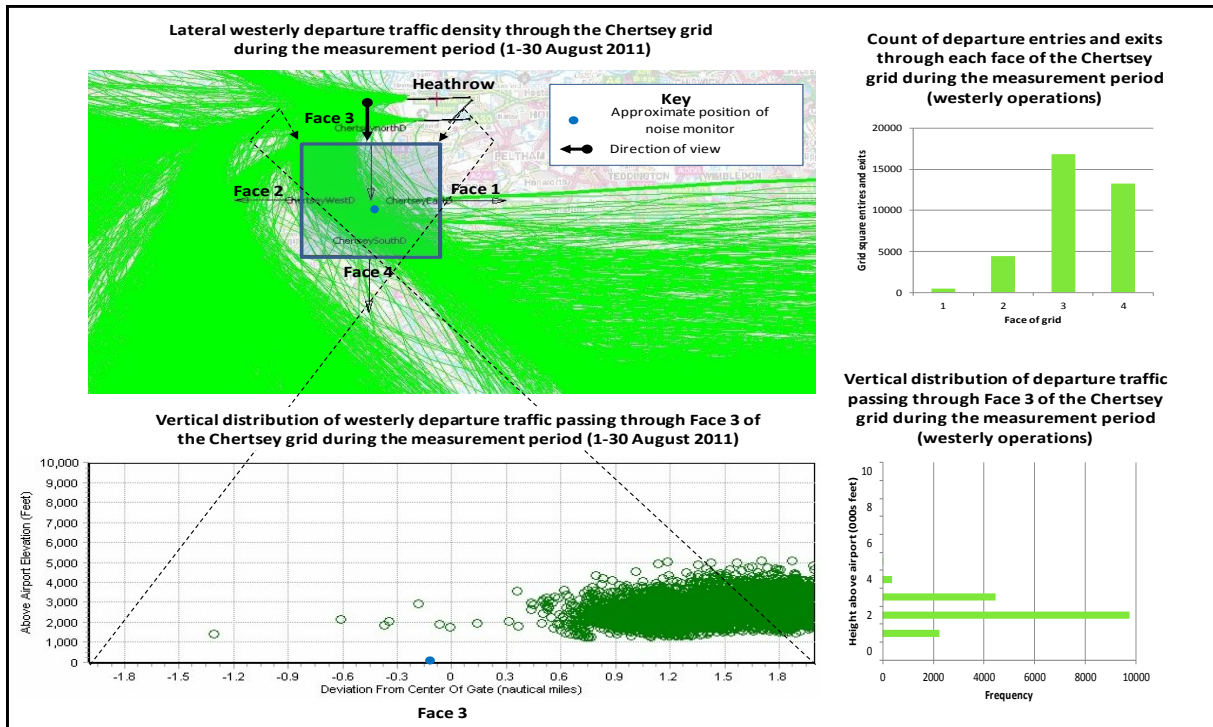 Lateral westerly departure traffic density through the Chertsey grid
during the measurement period (1-30 August 2011)
Heathrow
Face 3
ChertseynorthD
Key
Approximate position of
noise monitor
Direction of view
FELTHAM
TEDDINGTON
WIMBLEDON
Face 2
ChertseyWestD
Face 1
ChertseySouthD
Face 4
Count of departure entries and exits
through each face of the Chertsey
grid during the measurement period
(westerly operations)
Grid square entires and exits
20000
15000
10000
5000
0
1 2 3 4
Face of grid
Vertical distribution of westerly departure traffic passing through Face 3 of
the Chertsey grid during the measurement period (1-30 August 2011)
Above Airport Elevation (Feet)
10,000
9,000
8,000
7,000
6,000
5,000
4,000
3,000
2,000
1,000
0
-1.8 -1.5 -1.2 -0.9 -0.6 -0.3 0 0.3 0.6 0.9 1.2 1.5 1.8
Deviation From Center Of Gate (nautical miles)
Face 3
Vertical distribution of departure traffic
passing through Face 3 of the Chertsey
grid during the measurement period
(westerly operations)
Height above airport (000s feet)
10
8
6
4
2
0
0 2000 4000 6000 8000 10000
Frequency